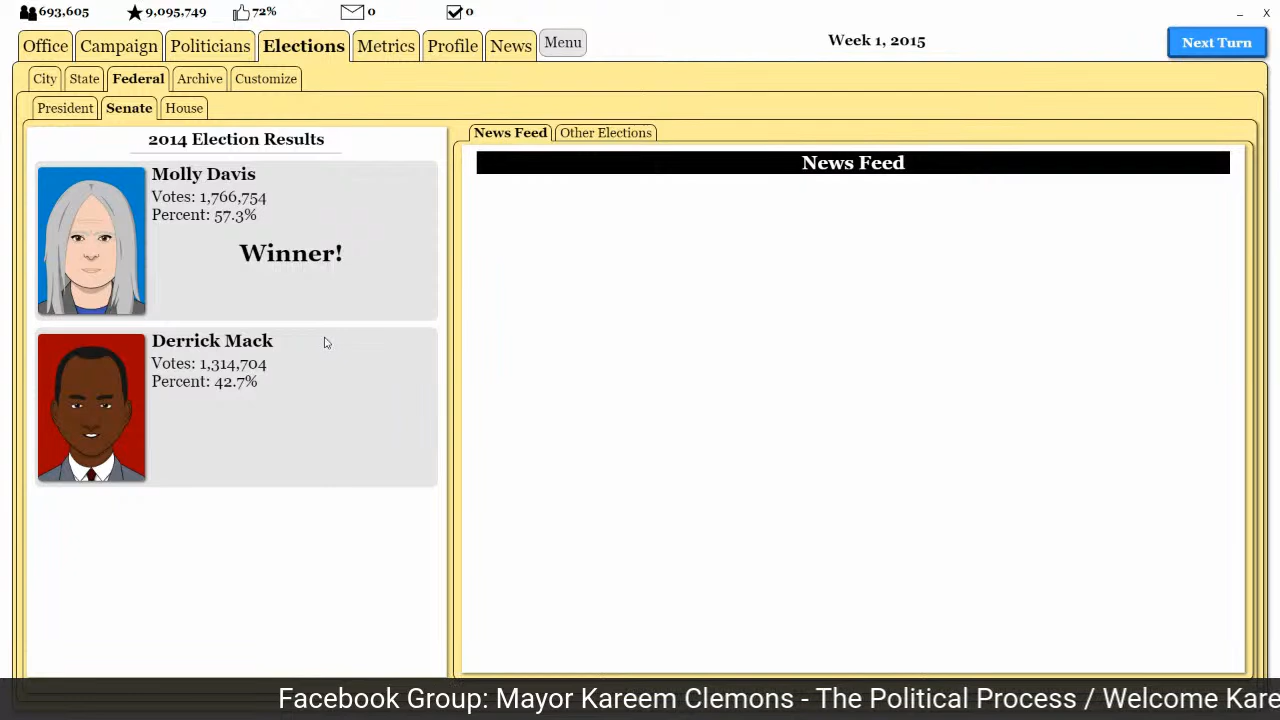 693,605 9,095,749 72% 0 0 _ X
Office Campaign Politicians Elections Metrics Profile News Menu Week 1, 2015 Next Turn
City State Federal Archive Customize
President Senate House
2014 Election Results
Molly Davis
Votes: 1,766,754
Percent: 57.3%
Winner!
Derrick Mack
Votes: 1,314,704
Percent: 42.7%
News Feed Other Elections
News Feed
Facebook Group: Mayor Kareem Clemons - The Political Process / Welcome Kare